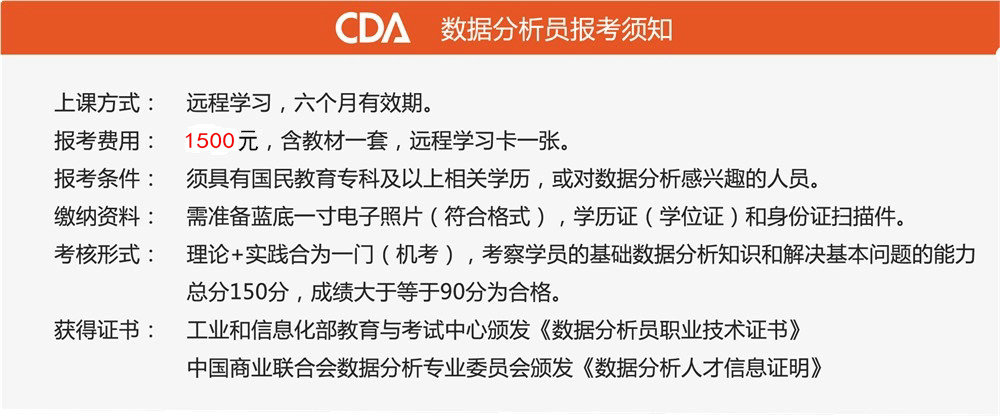 CDA 数据分析员报考须知
上课方式： 远程学习，六个月有效期。
报考费用： 1500元，含教材一套，远程学习卡一张。
报考条件： 须具有国民教育专科及以上相关学历，或对数据分析感兴趣的人员。
缴纳资料： 需准备蓝底一寸电子照片（符合格式），学历证（学位证）和身份证扫描件。
考核形式： 理论+实践合为一门（机考），考察学员的基础数据分析知识和解决基本问题的能力
总分150分，成绩大于等于90分为合格。
获得证书： 工业和信息化部教育与考试中心颁发《数据分析员职业技术证书》
中国商业联合会数据分析专业委员会颁发《数据分析人才信息证明》